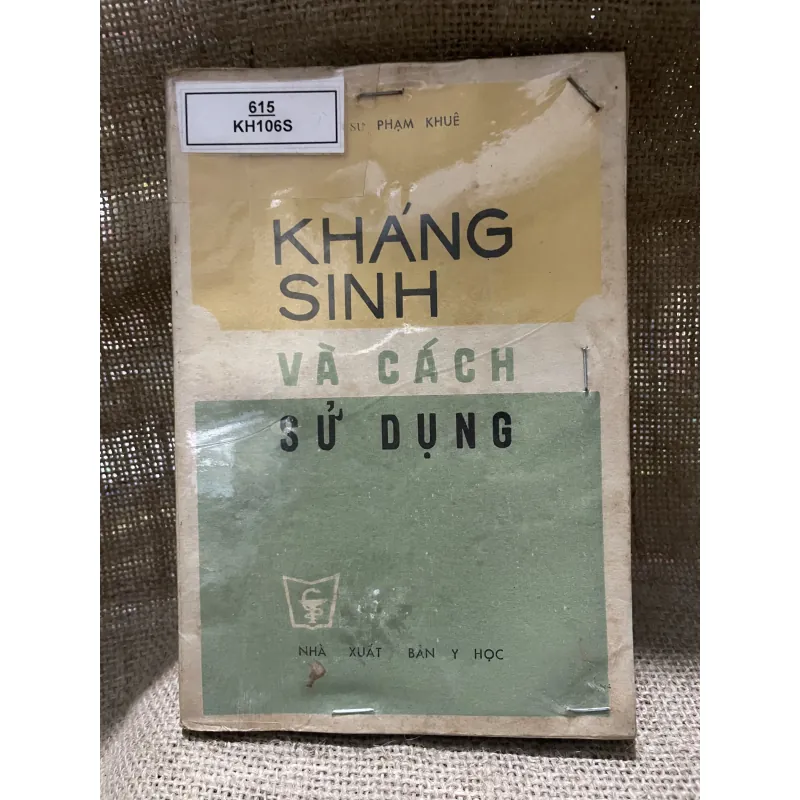 615
KH106S
SƯ PHẠM KHUÊ
KHÁNG
SINH
VÀ CÁCH
SỬ DỤNG
NHÀ XUẤT BẢN Y HỌC